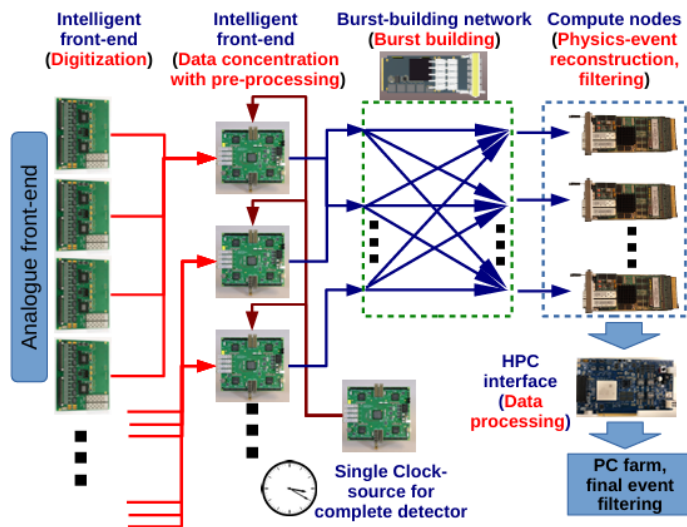 Intelligent
front-end
(Digitization)
Intelligent
front-end
(Data concentration
with pre-processing)
Burst-building network
(Burst building)
Compute nodes
(Physics-event
reconstruction,
filtering)
Analogue front-end
HPC
interface
(Data
processing)
Single Clock-
source for
complete detector
PC farm,
final event
filtering